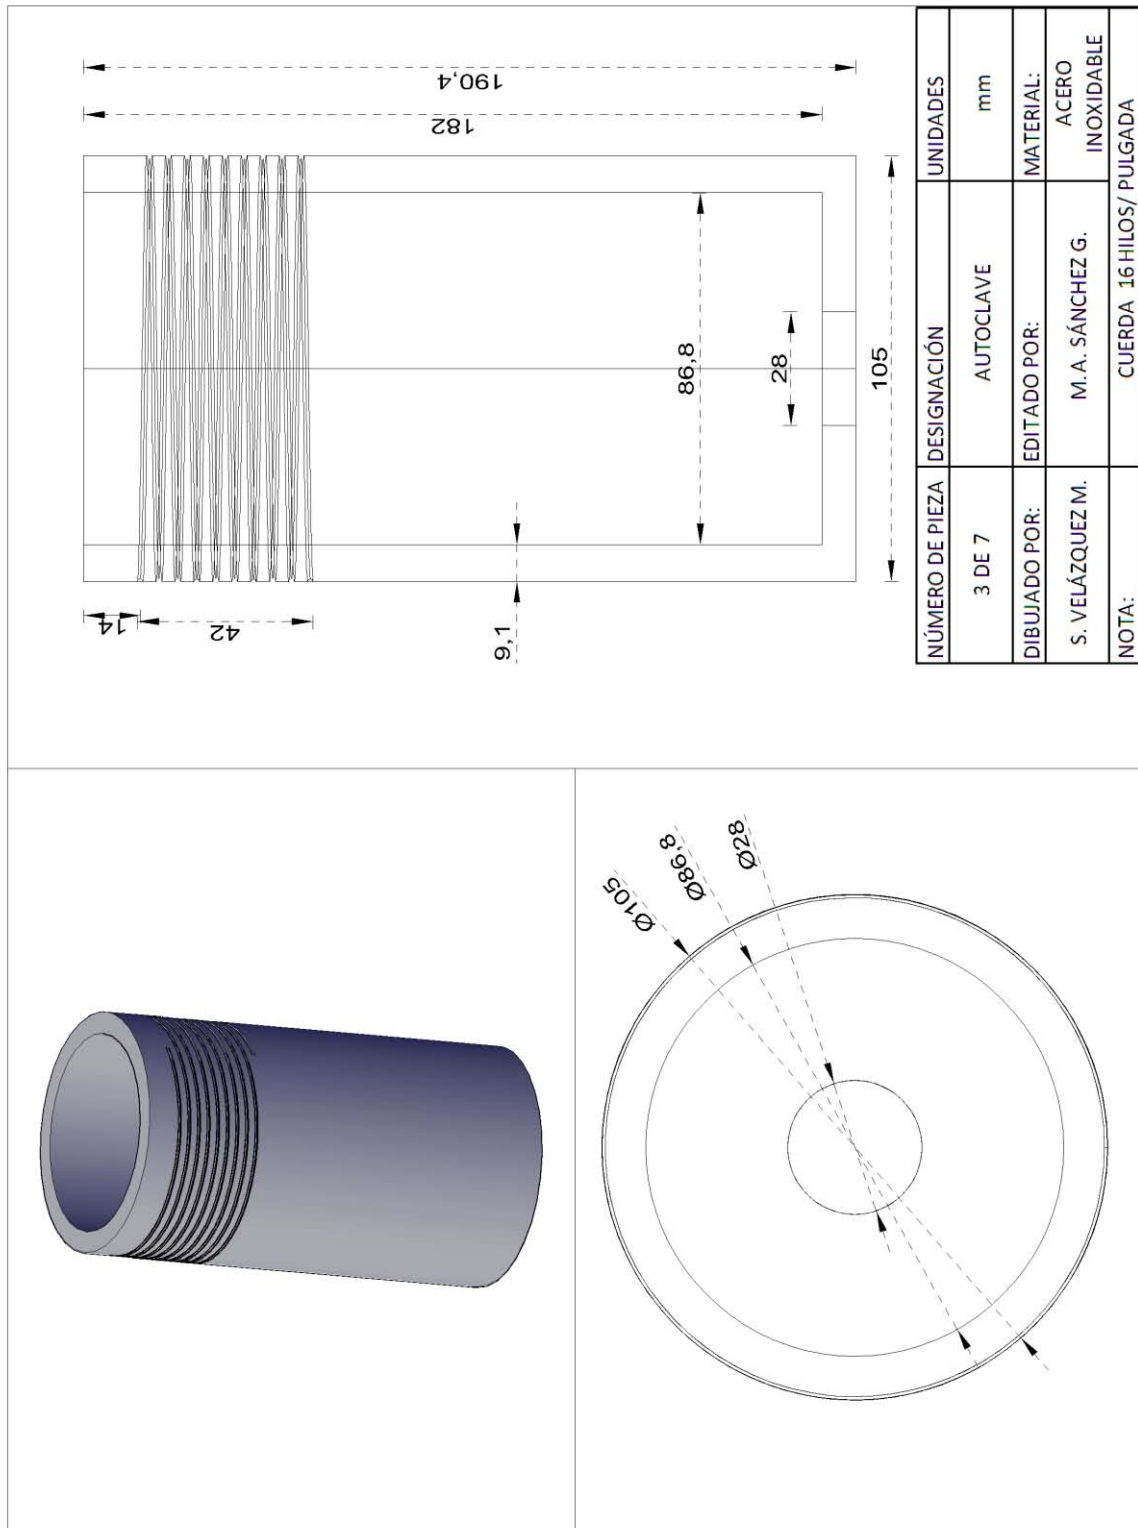 190,4
182
86,8
28
105
14
42
9,1
Ø105
Ø86,8
Ø28
NÚMERO DE PIEZA DESIGNACIÓN UNIDADES
3 DE 7 AUTOCLAVE mm
DIBUJADO POR: EDITADO POR: MATERIAL:
S. VELÁZQUEZ M. M. A. SÁNCHEZ G. ACERO
INOXIDABLE
NOTA: CUERDA 16 HILOS/ PULGADA